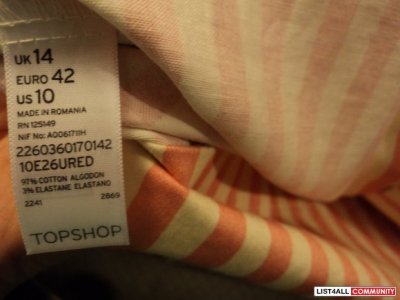 UK 14
EURO 42
US 10
MADE IN ROMANIA
RN 125149
NIF No: A0061711H
2260360170142
10E26URED
97% COTTON ALGODON
3% ELASTANE ELASTANO
2241 2869
TOPSHOP
LIST4ALL COMMUNITY